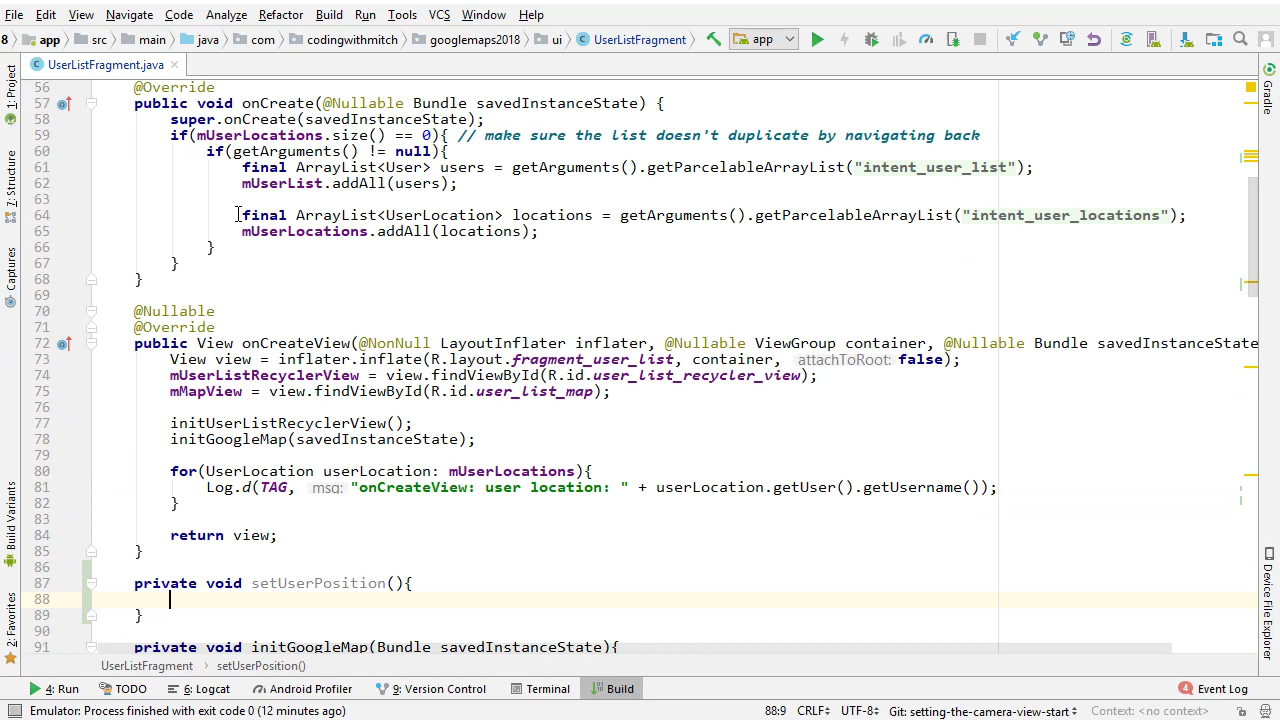 File Edit View Navigate Code Analyze Refactor Build Run Tools VCS Window Help
8 app src main java com codingwithmitch googlemaps2018 ui UserListFragment app
UserListFragment.java
1: Project
7: Structure
Captures
Build Variants
2: Favorites
Gradle
Device File Explorer
56 @Override
57 public void onCreate(@Nullable Bundle savedInstanceState) {
58 super.onCreate(savedInstanceState);
59 if(mUserLocations.size() == 0){ // make sure the list doesn't duplicate by navigating back
60 if(getArguments() != null){
61 final ArrayList<User> users = getArguments().getParcelableArrayList("intent_user_list");
62 mUserList.addAll(users);
63
64 final ArrayList<UserLocation> locations = getArguments().getParcelableArrayList("intent_user_locations");
65 mUserLocations.addAll(locations);
66 }
67 }
68 }
69
70 @Nullable
71 @Override
72 public View onCreateView(@NonNull LayoutInflater inflater, @Nullable ViewGroup container, @Nullable Bundle savedInstanceState
73 View view = inflater.inflate(R.layout.fragment_user_list, container, attachToRoot: false);
74 mUserListRecyclerView = view.findViewById(R.id.user_list_recycler_view);
75 mMapView = view.findViewById(R.id.user_list_map);
76
77 initUserListRecyclerView();
78 initGoogleMap(savedInstanceState);
79
80 for(UserLocation userLocation: mUserLocations){
81 Log.d(TAG, msg: "onCreateView: user location: " + userLocation.getUser().getUsername());
82 }
83
84 return view;
85 }
86
87 private void setUserPosition(){
88
89 }
90
91 private void initGoogleMap(Bundle savedInstanceState){
UserListFragment setUserPosition()
4: Run TODO 6: Logcat Android Profiler 9: Version Control Terminal Build 4 Event Log
Emulator: Process finished with exit code 0 (12 minutes ago) 88:9 CRLF UTF-8 Git: setting-the-camera-view-start Context: <no context>